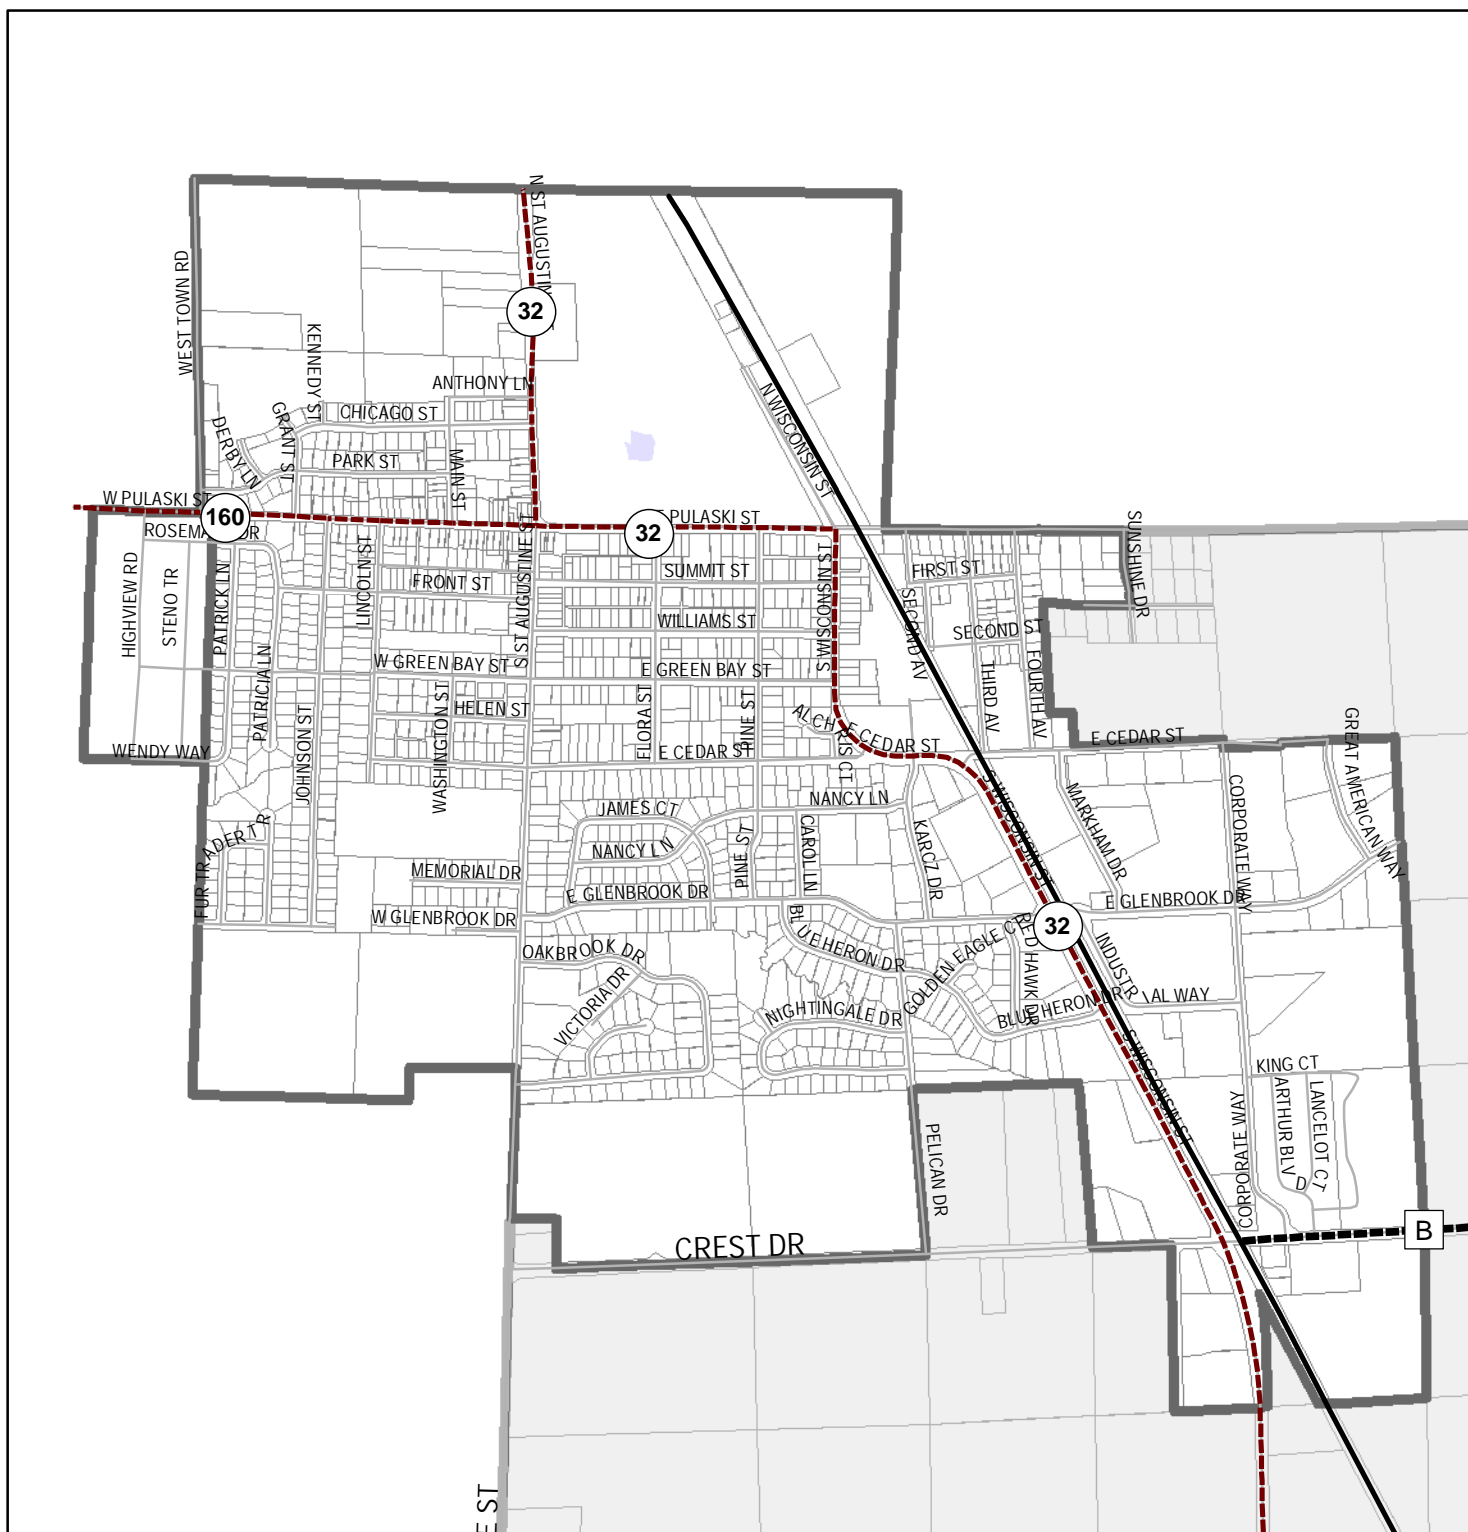 N ST AUGUSTIN
WEST TOWN RD
32
KENNEDY ST
ANTHONY LN
CHICAGO ST
GRANT ST
DERBY LN
PARK ST
MAIN ST
N WISCONSIN ST
W PULASKI ST
160
32
E PULASKI ST
ROSEMA
DR
SUNSHINE DR
HIGHVIEW RD
STENO TR
PATRICK LN
LINCOLN ST
FRONT ST
S ST AUGUSTINE ST
SUMMIT ST
S WISCONSIN ST
FIRST ST
SECOND AV
WILLIAMS ST
SECOND ST
W GREEN BAY ST
E GREEN BAY ST
PATRICIA LN
THIRD AV
FOURTH AV
JOHNSON ST
WASHINGTON ST
HELEN ST
FLORA ST
PINE ST
ALCHRIS CT
E CEDAR ST
E CEDAR ST
E CEDAR ST
WENDY WAY
GREAT AMERICAN WAY
CORPORATE WAY
JAMES CT
NANCY LN
S WISCONSIN ST
MARKHAM DR
FUR TRADER TR
NANCY LN
PINE ST
CAROL LN
KARCZ DR
MEMORIAL DR
E GLENBROOK DR
E GLENBROOK DR
W GLENBROOK DR
BLUE HERON DR
32
RED HAWK DR
INDUSTRIAL WAY
OAKBROOK DR
GOLDEN EAGLE CT
VICTORIA DR
NIGHTINGALE DR
BLUE HERON DR
S WISCONSIN ST
KING CT
ARTHUR BLVD
LANCELOT CT
CORPORATE WAY
PELICAN DR
CREST DR
B
E ST